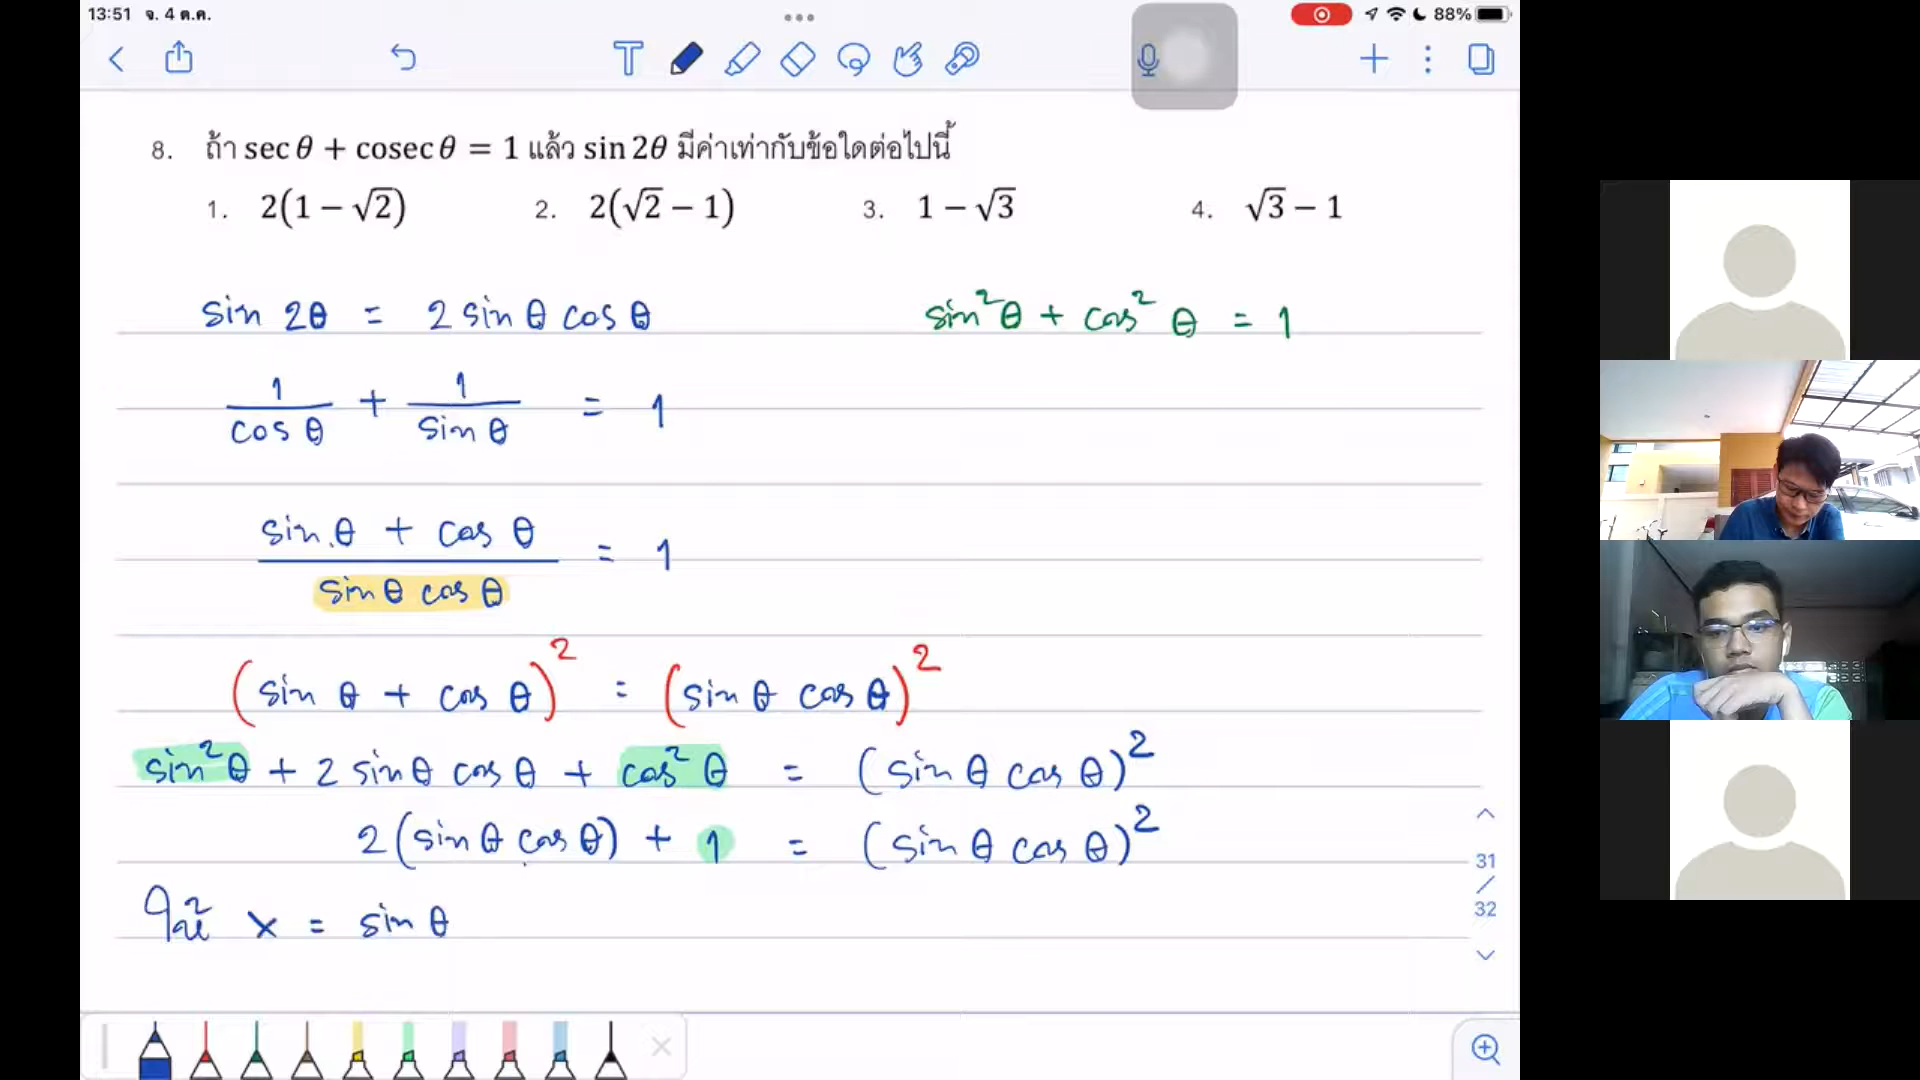 13:51 จ. 4 ต.ค.
88%
8. ถ้า sec θ + cosec θ = 1 แล้ว sin 2θ มีค่าเท่ากับข้อใดต่อไปนี้
1. 2(1 − √2) 2. 2(√2 − 1) 3. 1 − √3 4. √3 − 1
sin 2θ = 2 sin θ cos θ
sin²θ + cos² θ = 1
1/cos θ + 1/sin θ = 1
(sin θ + cos θ)/(sin θ cos θ) = 1
(sin θ + cos θ)² = (sin θ cos θ)²
sin²θ + 2 sin θ cos θ + cos² θ = (sin θ cos θ)²
2 (sin θ cos θ) + 1 = (sin θ cos θ)²
ให้ x = sin θ
31
/
32